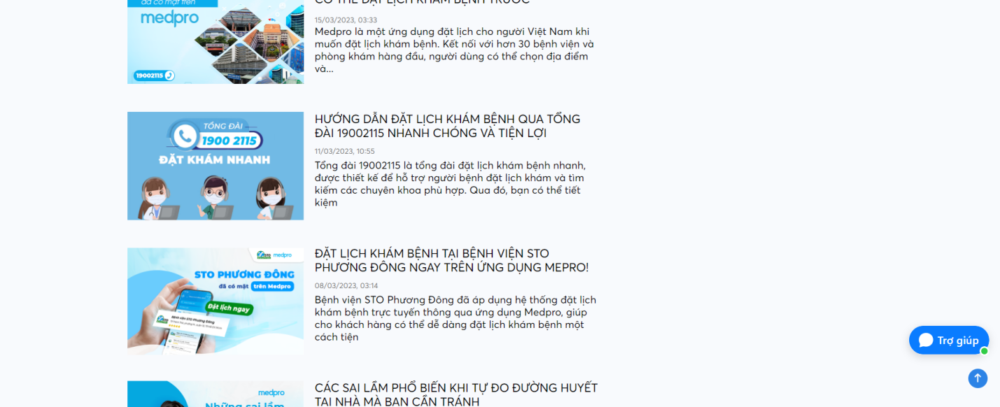 đã có mặt trên
medpro
19002115
CÓ THỂ ĐẶT LỊCH KHÁM BỆNH TRƯỚC
15/03/2023, 03:33
Medpro là một ứng dụng đặt lịch cho người Việt Nam khi
muốn đặt lịch khám bệnh. Kết nối với hơn 30 bệnh viện và
phòng khám hàng đầu, người dùng có thể chọn địa điểm
và...
TỔNG ĐÀI
1900 2115
ĐẶT KHÁM NHANH
HƯỚNG DẪN ĐẶT LỊCH KHÁM BỆNH QUA TỔNG
ĐÀI 19002115 NHANH CHÓNG VÀ TIỆN LỢI
11/03/2023, 10:55
Tổng đài 19002115 là tổng đài đặt lịch khám bệnh nhanh,
được thiết kế để hỗ trợ người bệnh đặt lịch khám và tìm
kiếm các chuyên khoa phù hợp. Qua đó, bạn có thể tiết
kiệm
medpro
STO PHƯƠNG ĐÔNG
đã có mặt trên Medpro
Đặt lịch ngay
Bệnh viện STO Phương Đông
ĐẶT LỊCH KHÁM BỆNH TẠI BỆNH VIỆN STO
PHƯƠNG ĐÔNG NGAY TRÊN ỨNG DỤNG MEPRO!
08/03/2023, 03:14
Bệnh viện STO Phương Đông đã áp dụng hệ thống đặt lịch
khám bệnh trực tuyến thông qua ứng dụng Medpro, giúp
cho khách hàng có thể dễ dàng đặt lịch khám bệnh một
cách tiện
medpro
Những sai lầm
CÁC SAI LẦM PHỔ BIẾN KHI TỰ ĐO ĐƯỜNG HUYẾT
TẠI NHÀ MÀ BẠN CẦN TRÁNH
Trợ giúp